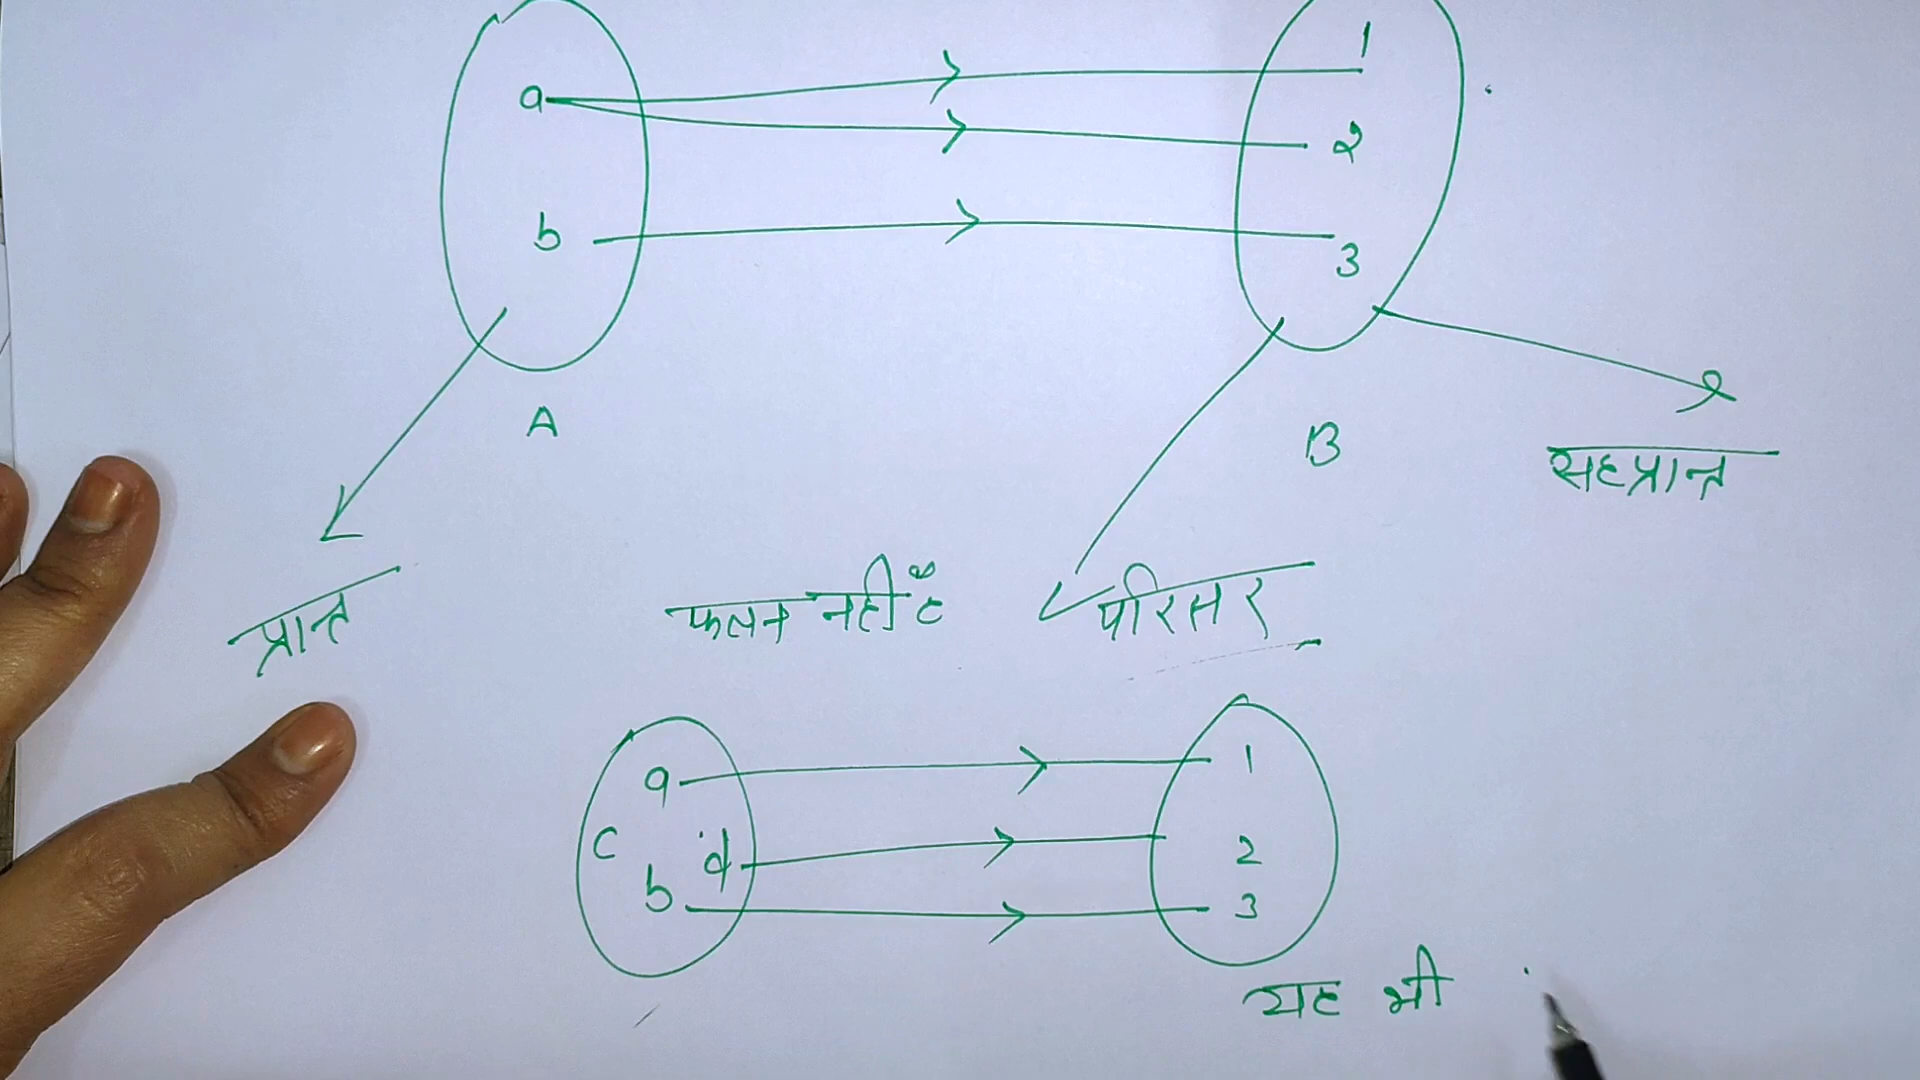 a 1
2
b 3
A B
सहप्रान्त
प्रान्त फलन नहीं है परिसर
a 1
c d 2
b 3
यह भी